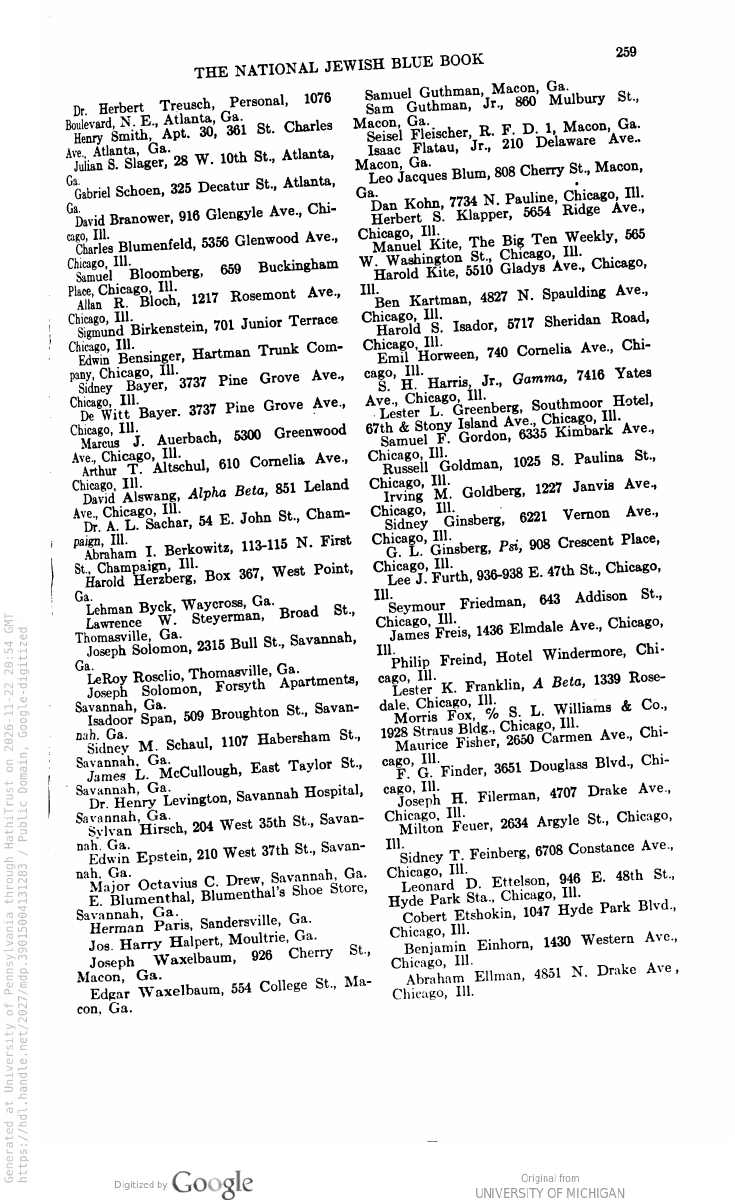 THE NATIONAL JEWISH BLUE BOOK
259
Dr. Herbert Treusch, Personal, 1076
Boulevard, N. E., Atlanta, Ga.
Henry Smith, Apt. 30, 361 St. Charles
Ave., Atlanta, Ga.
Julian S. Slager, 28 W. 10th St., Atlanta,
Ga.
Gabriel Schoen, 325 Decatur St., Atlanta,
Ga.
David Branower, 916 Glengyle Ave., Chi-
cago, Ill.
Charles Blumenfeld, 5356 Glenwood Ave.,
Chicago, Ill.
Samuel Bloomberg, 659 Buckingham
Place, Chicago, Ill.
Allan R. Bloch, 1217 Rosemont Ave.,
Chicago, Ill.
Sigmund Birkenstein, 701 Junior Terrace
Chicago, Ill.
Edwin Bensinger, Hartman Trunk Com-
pany, Chicago, Ill.
Sidney Bayer, 3737 Pine Grove Ave.,
Chicago, Ill.
De Witt Bayer. 3737 Pine Grove Ave.,
Chicago, Ill.
Marcus J. Auerbach, 5300 Greenwood
Ave., Chicago, Ill.
Arthur T. Altschul, 610 Cornelia Ave.,
Chicago, Ill.
David Alswang, Alpha Beta, 851 Leland
Ave., Chicago, Ill.
Dr. A. L. Sachar, 54 E. John St., Cham-
paign, Ill.
Abraham I. Berkowitz, 113-115 N. First
St., Champaign, Ill.
Harold Herzberg, Box 367, West Point,
Ga.
Lehman Byck, Waycross, Ga.
Lawrence W. Steyerman, Broad St.,
Thomasville, Ga.
Joseph Solomon, 2315 Bull St., Savannah,
Ga.
LeRoy Rosclio, Thomasville, Ga.
Joseph Solomon, Forsyth Apartments,
Savannah, Ga.
Isadoor Span, 509 Broughton St., Savan-
nah, Ga.
Sidney M. Schaul, 1107 Habersham St.,
Savannah, Ga.
James L. McCullough, East Taylor St.,
Savannah, Ga.
Dr. Henry Levington, Savannah Hospital,
Savannah, Ga.
Sylvan Hirsch, 204 West 35th St., Savan-
nah, Ga.
Edwin Epstein, 210 West 37th St., Savan-
nah, Ga.
Major Octavius C. Drew, Savannah, Ga.
E. Blumenthal, Blumenthal's Shoe Store,
Savannah, Ga.
Herman Paris, Sandersville, Ga.
Jos. Harry Halpert, Moultrie, Ga.
Joseph Waxelbaum, 926 Cherry St.,
Macon, Ga.
Edgar Waxelbaum, 554 College St., Ma-
con, Ga.
Samuel Guthman, Macon, Ga.
Sam Guthman, Jr., 860 Mulbury St.,
Macon, Ga.
Seisel Fleischer, R. F. D. 1, Macon, Ga.
Isaac Flatau, Jr., 210 Delaware Ave..
Macon, Ga.
Leo Jacques Blum, 808 Cherry St., Macon,
Ga.
Dan Kohn, 7734 N. Pauline, Chicago, Ill.
Herbert S. Klapper, 5654 Ridge Ave.,
Chicago, Ill.
Manuel Kite, The Big Ten Weekly, 565
W. Washington St., Chicago, Ill.
Harold Kite, 5510 Gladys Ave., Chicago,
Ill.
Ben Kartman, 4827 N. Spaulding Ave.,
Chicago, Ill.
Harold S. Isador, 5717 Sheridan Road,
Chicago, Ill.
Emil Horween, 740 Cornelia Ave., Chi-
cago, Ill.
S. H. Harris, Jr., Gamma, 7416 Yates
Ave., Chicago, Ill.
Lester L. Greenberg, Southmoor Hotel,
67th & Stony Island Ave., Chicago, Ill.
Samuel F. Gordon, 6335 Kimbark Ave.,
Chicago, Ill.
Russell Goldman, 1025 S. Paulina St.,
Chicago, Ill.
Irving M. Goldberg, 1227 Janvis Ave.,
Chicago, Ill.
Sidney Ginsberg, 6221 Vernon Ave.,
Chicago, Ill.
G. L. Ginsberg, Psi, 908 Crescent Place,
Chicago, Ill.
Lee J. Furth, 936-938 E. 47th St., Chicago,
Ill.
Seymour Friedman, 643 Addison St.,
Chicago, Ill.
James Freis, 1436 Elmdale Ave., Chicago,
Ill.
Philip Freind, Hotel Windermore, Chi-
cago, Ill.
Lester K. Franklin, A Beta, 1339 Rose-
dale, Chicago, Ill.
Morris Fox, % S. L. Williams & Co.,
1928 Straus Bldg., Chicago, Ill.
Maurice Fisher, 2650 Carmen Ave., Chi-
cago, Ill.
F. G. Finder, 3651 Douglass Blvd., Chi-
cago, Ill.
Joseph H. Filerman, 4707 Drake Ave.,
Chicago, Ill.
Milton Feuer, 2634 Argyle St., Chicago,
Ill.
Sidney T. Feinberg, 6708 Constance Ave.,
Chicago, Ill.
Leonard D. Ettelson, 946 E. 48th St.,
Hyde Park Sta., Chicago, Ill.
Cobert Etshokin, 1047 Hyde Park Blvd.,
Chicago, Ill.
Benjamin Einhorn, 1430 Western Ave.,
Chicago, Ill.
Abraham Ellman, 4851 N. Drake Ave,
Chicago, Ill.
Generated at University of Pennsylvania through HathiTrust on 2026-11-22 20:54 GMT
https://hdl.handle.net/2027/mdp.39015004131283 / Public Domain, Google-digitized
Digitized by Google
Original from
UNIVERSITY OF MICHIGAN